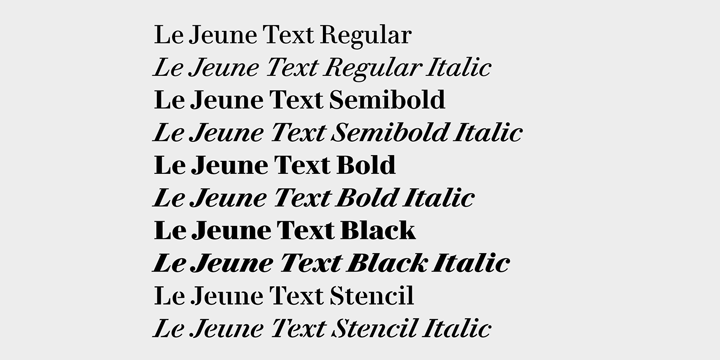 Le Jeune Text Regular
Le Jeune Text Regular Italic
Le Jeune Text Semibold
Le Jeune Text Semibold Italic
Le Jeune Text Bold
Le Jeune Text Bold Italic
Le Jeune Text Black
Le Jeune Text Black Italic
Le Jeune Text Stencil
Le Jeune Text Stencil Italic